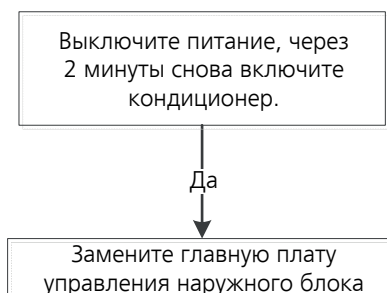 Выключите питание, через
2 минуты снова включите
кондиционер.
Да
Замените главную плату
управления наружного блока